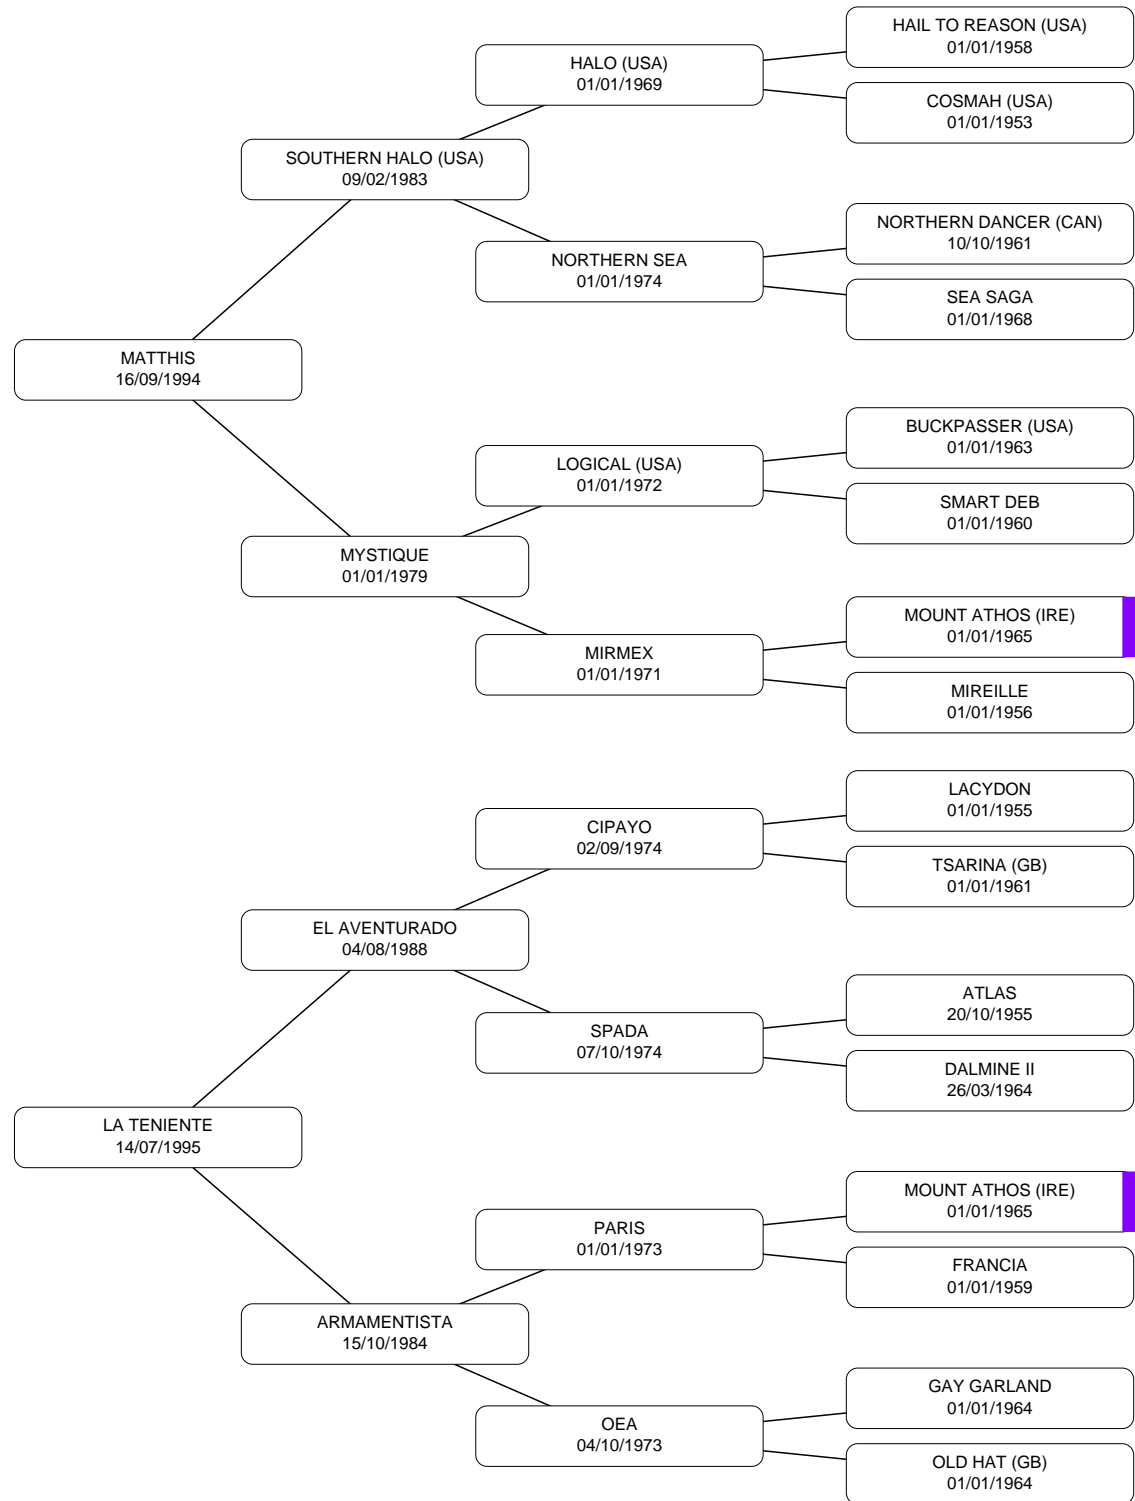 HAIL TO REASON (USA)
01/01/1958
HALO (USA)
01/01/1969
COSMAH (USA)
01/01/1953
SOUTHERN HALO (USA)
09/02/1983
NORTHERN DANCER (CAN)
10/10/1961
NORTHERN SEA
01/01/1974
SEA SAGA
01/01/1968
MATTHIS
16/09/1994
BUCKPASSER (USA)
01/01/1963
LOGICAL (USA)
01/01/1972
SMART DEB
01/01/1960
MYSTIQUE
01/01/1979
MOUNT ATHOS (IRE)
01/01/1965
MIRMEX
01/01/1971
MIREILLE
01/01/1956
LACYDON
01/01/1955
CIPAYO
02/09/1974
TSARINA (GB)
01/01/1961
EL AVENTURADO
04/08/1988
ATLAS
20/10/1955
SPADA
07/10/1974
DALMINE II
26/03/1964
LA TENIENTE
14/07/1995
MOUNT ATHOS (IRE)
01/01/1965
PARIS
01/01/1973
FRANCIA
01/01/1959
ARMAMENTISTA
15/10/1984
GAY GARLAND
01/01/1964
OEA
04/10/1973
OLD HAT (GB)
01/01/1964